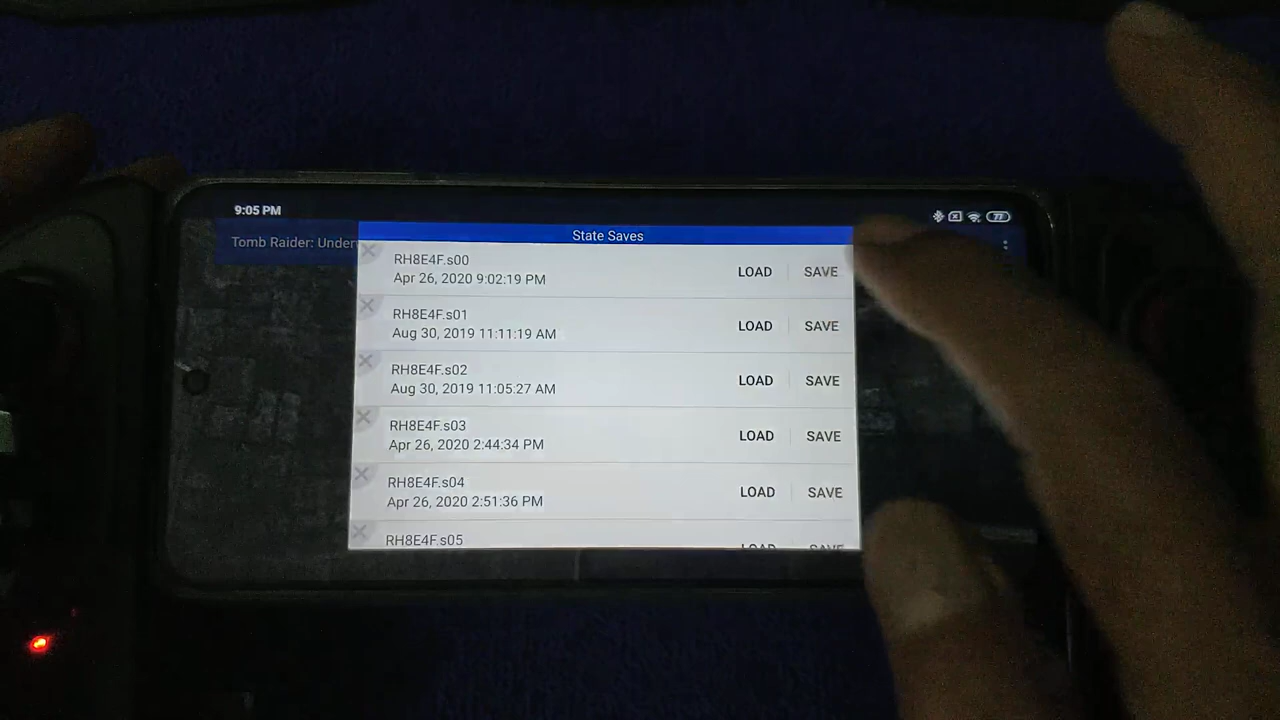 9:05 PM
77
Tomb Raider: Under
State Saves
RH8E4F.s00
Apr 26, 2020 9:02:19 PM
LOAD
SAVE
RH8E4F.s01
Aug 30, 2019 11:11:19 AM
LOAD
SAVE
RH8E4F.s02
Aug 30, 2019 11:05:27 AM
LOAD
SAVE
RH8E4F.s03
Apr 26, 2020 2:44:34 PM
LOAD
SAVE
RH8E4F.s04
Apr 26, 2020 2:51:36 PM
LOAD
SAVE
RH8E4F.s05
LOAD
SAVE